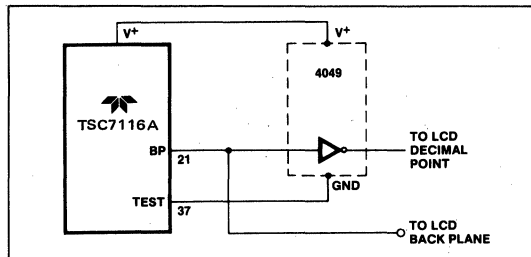 V+
V+
4049
TSC7116A
BP
21
TO LCD
DECIMAL
POINT
GND
TEST
37
TO LCD
BACK PLANE